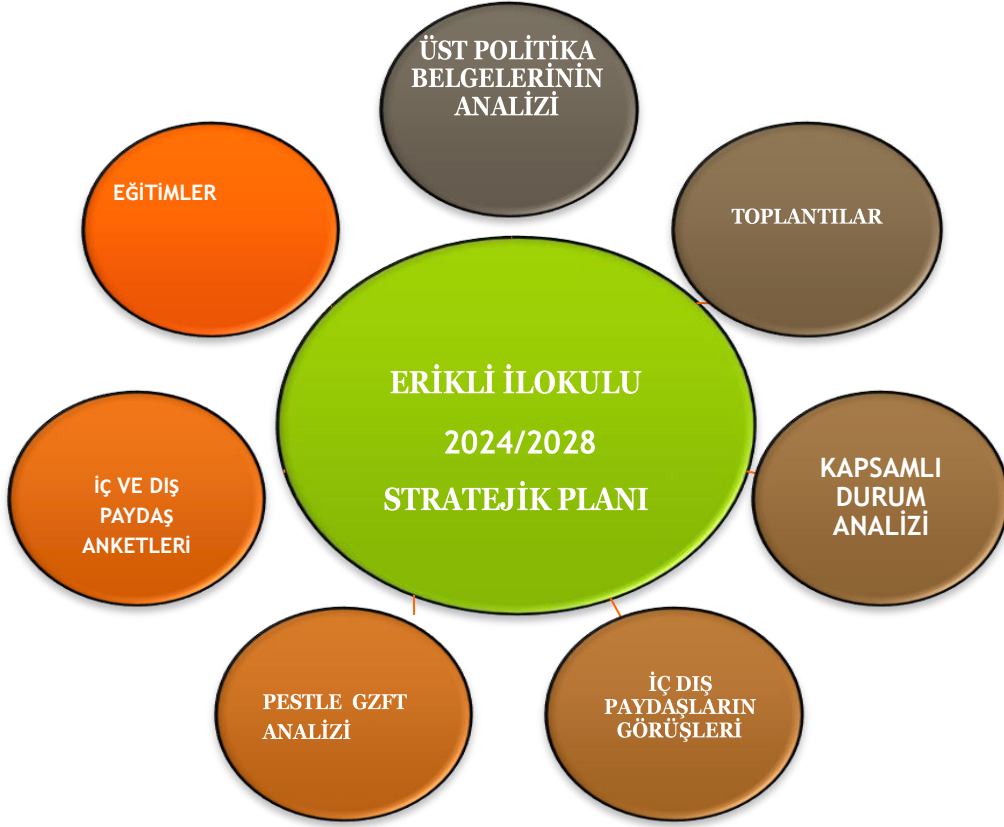 ÜST POLİTİKA
BELGELERİNİN
ANALİZİ
EĞİTİMLER
TOPLANTILAR
ERİKLİ İLOKULU
2024/2028
STRATEJİK PLANI
KAPSAMLI
DURUM
ANALİZİ
İÇ VE DIŞ
PAYDAŞ
ANKETLERİ
PESTLE GZFT
ANALİZİ
İÇ DIŞ
PAYDAŞLARIN
GÖRÜŞLERİ